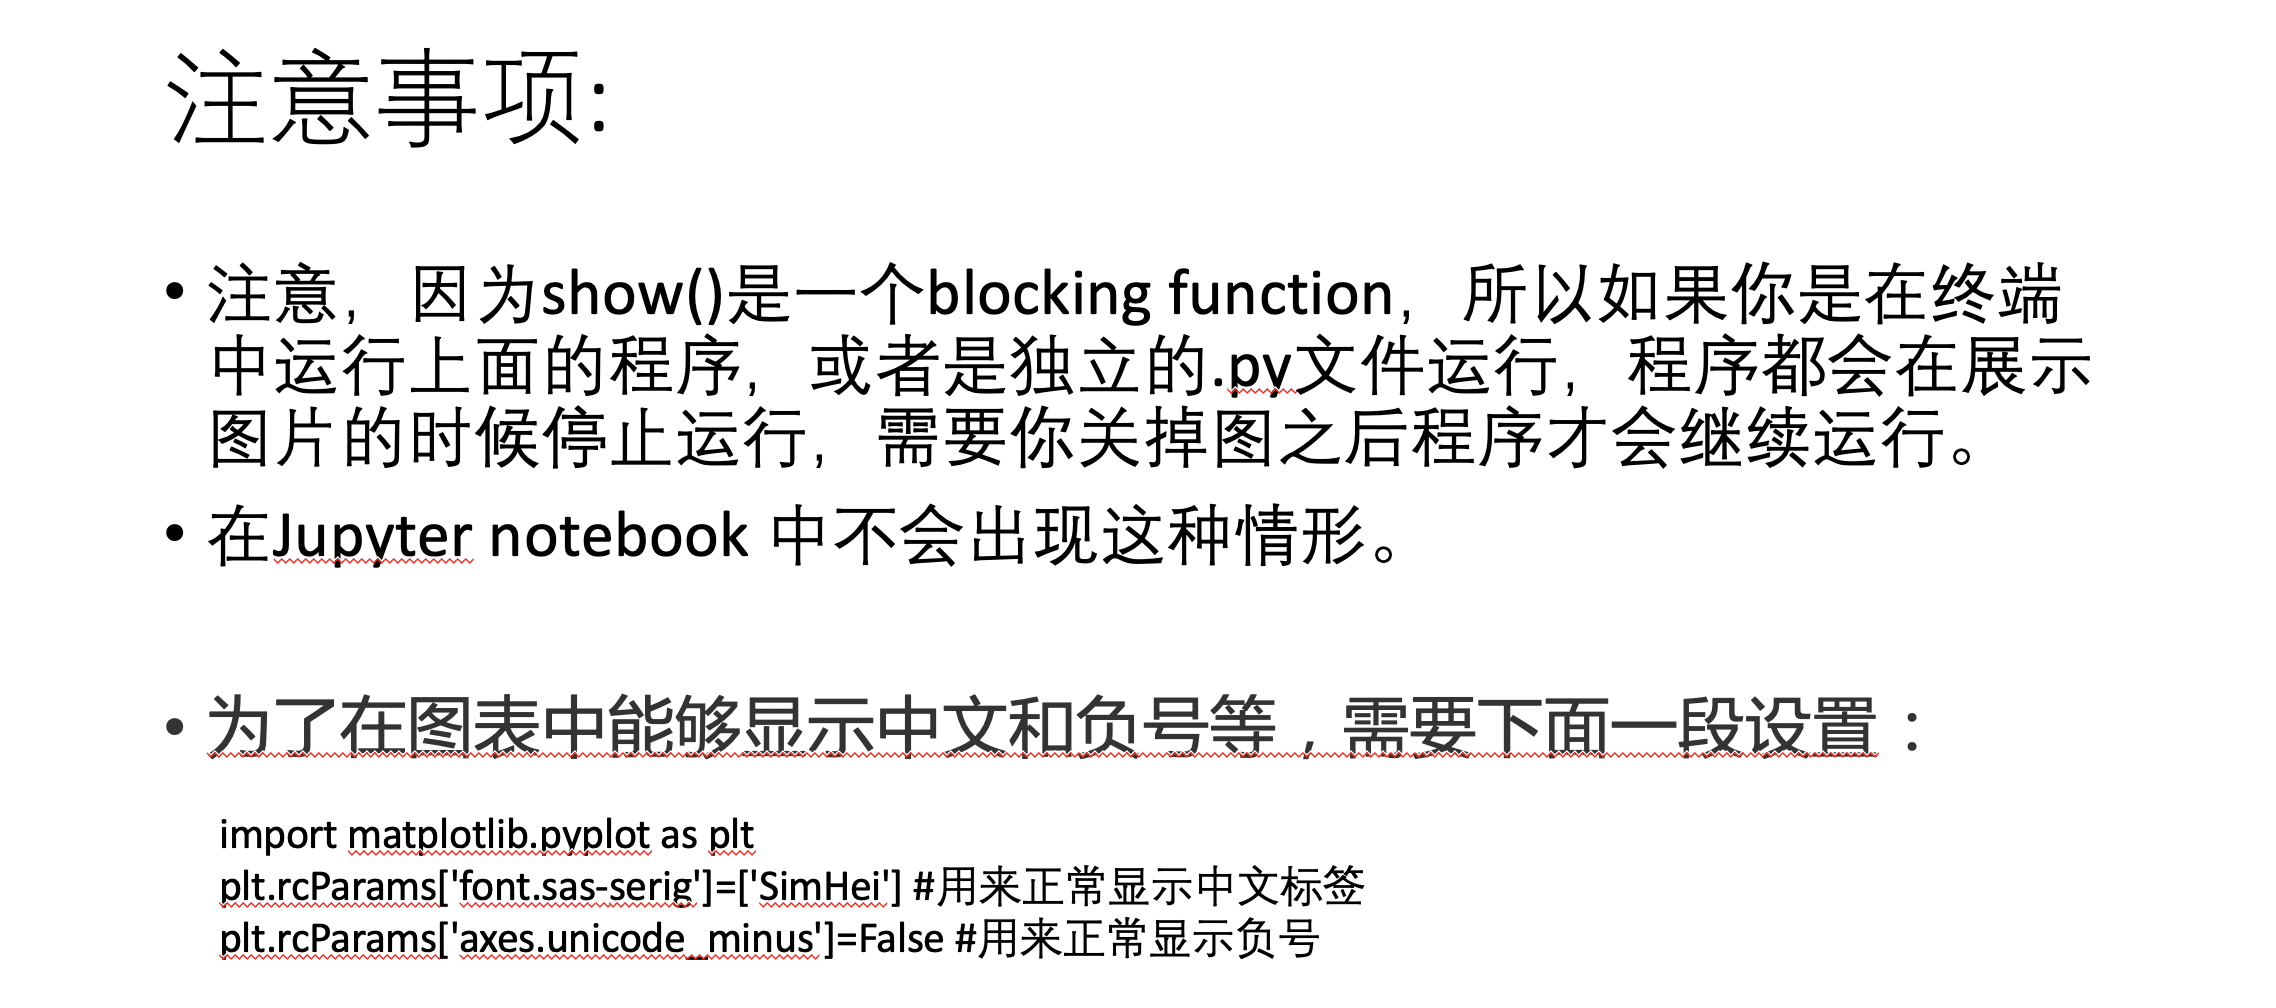 注意事项:
• 注意，因为show()是一个blocking function，所以如果你是在终端
中运行上面的程序，或者是独立的.py文件运行，程序都会在展示
图片的时候停止运行，需要你关掉图之后程序才会继续运行。
• 在Jupyter notebook 中不会出现这种情形。
• 为了在图表中能够显示中文和负号等，需要下面一段设置：
import matplotlib.pyplot as plt
plt.rcParams['font.sas-serig']=['SimHei'] #用来正常显示中文标签
plt.rcParams['axes.unicode_minus']=False #用来正常显示负号